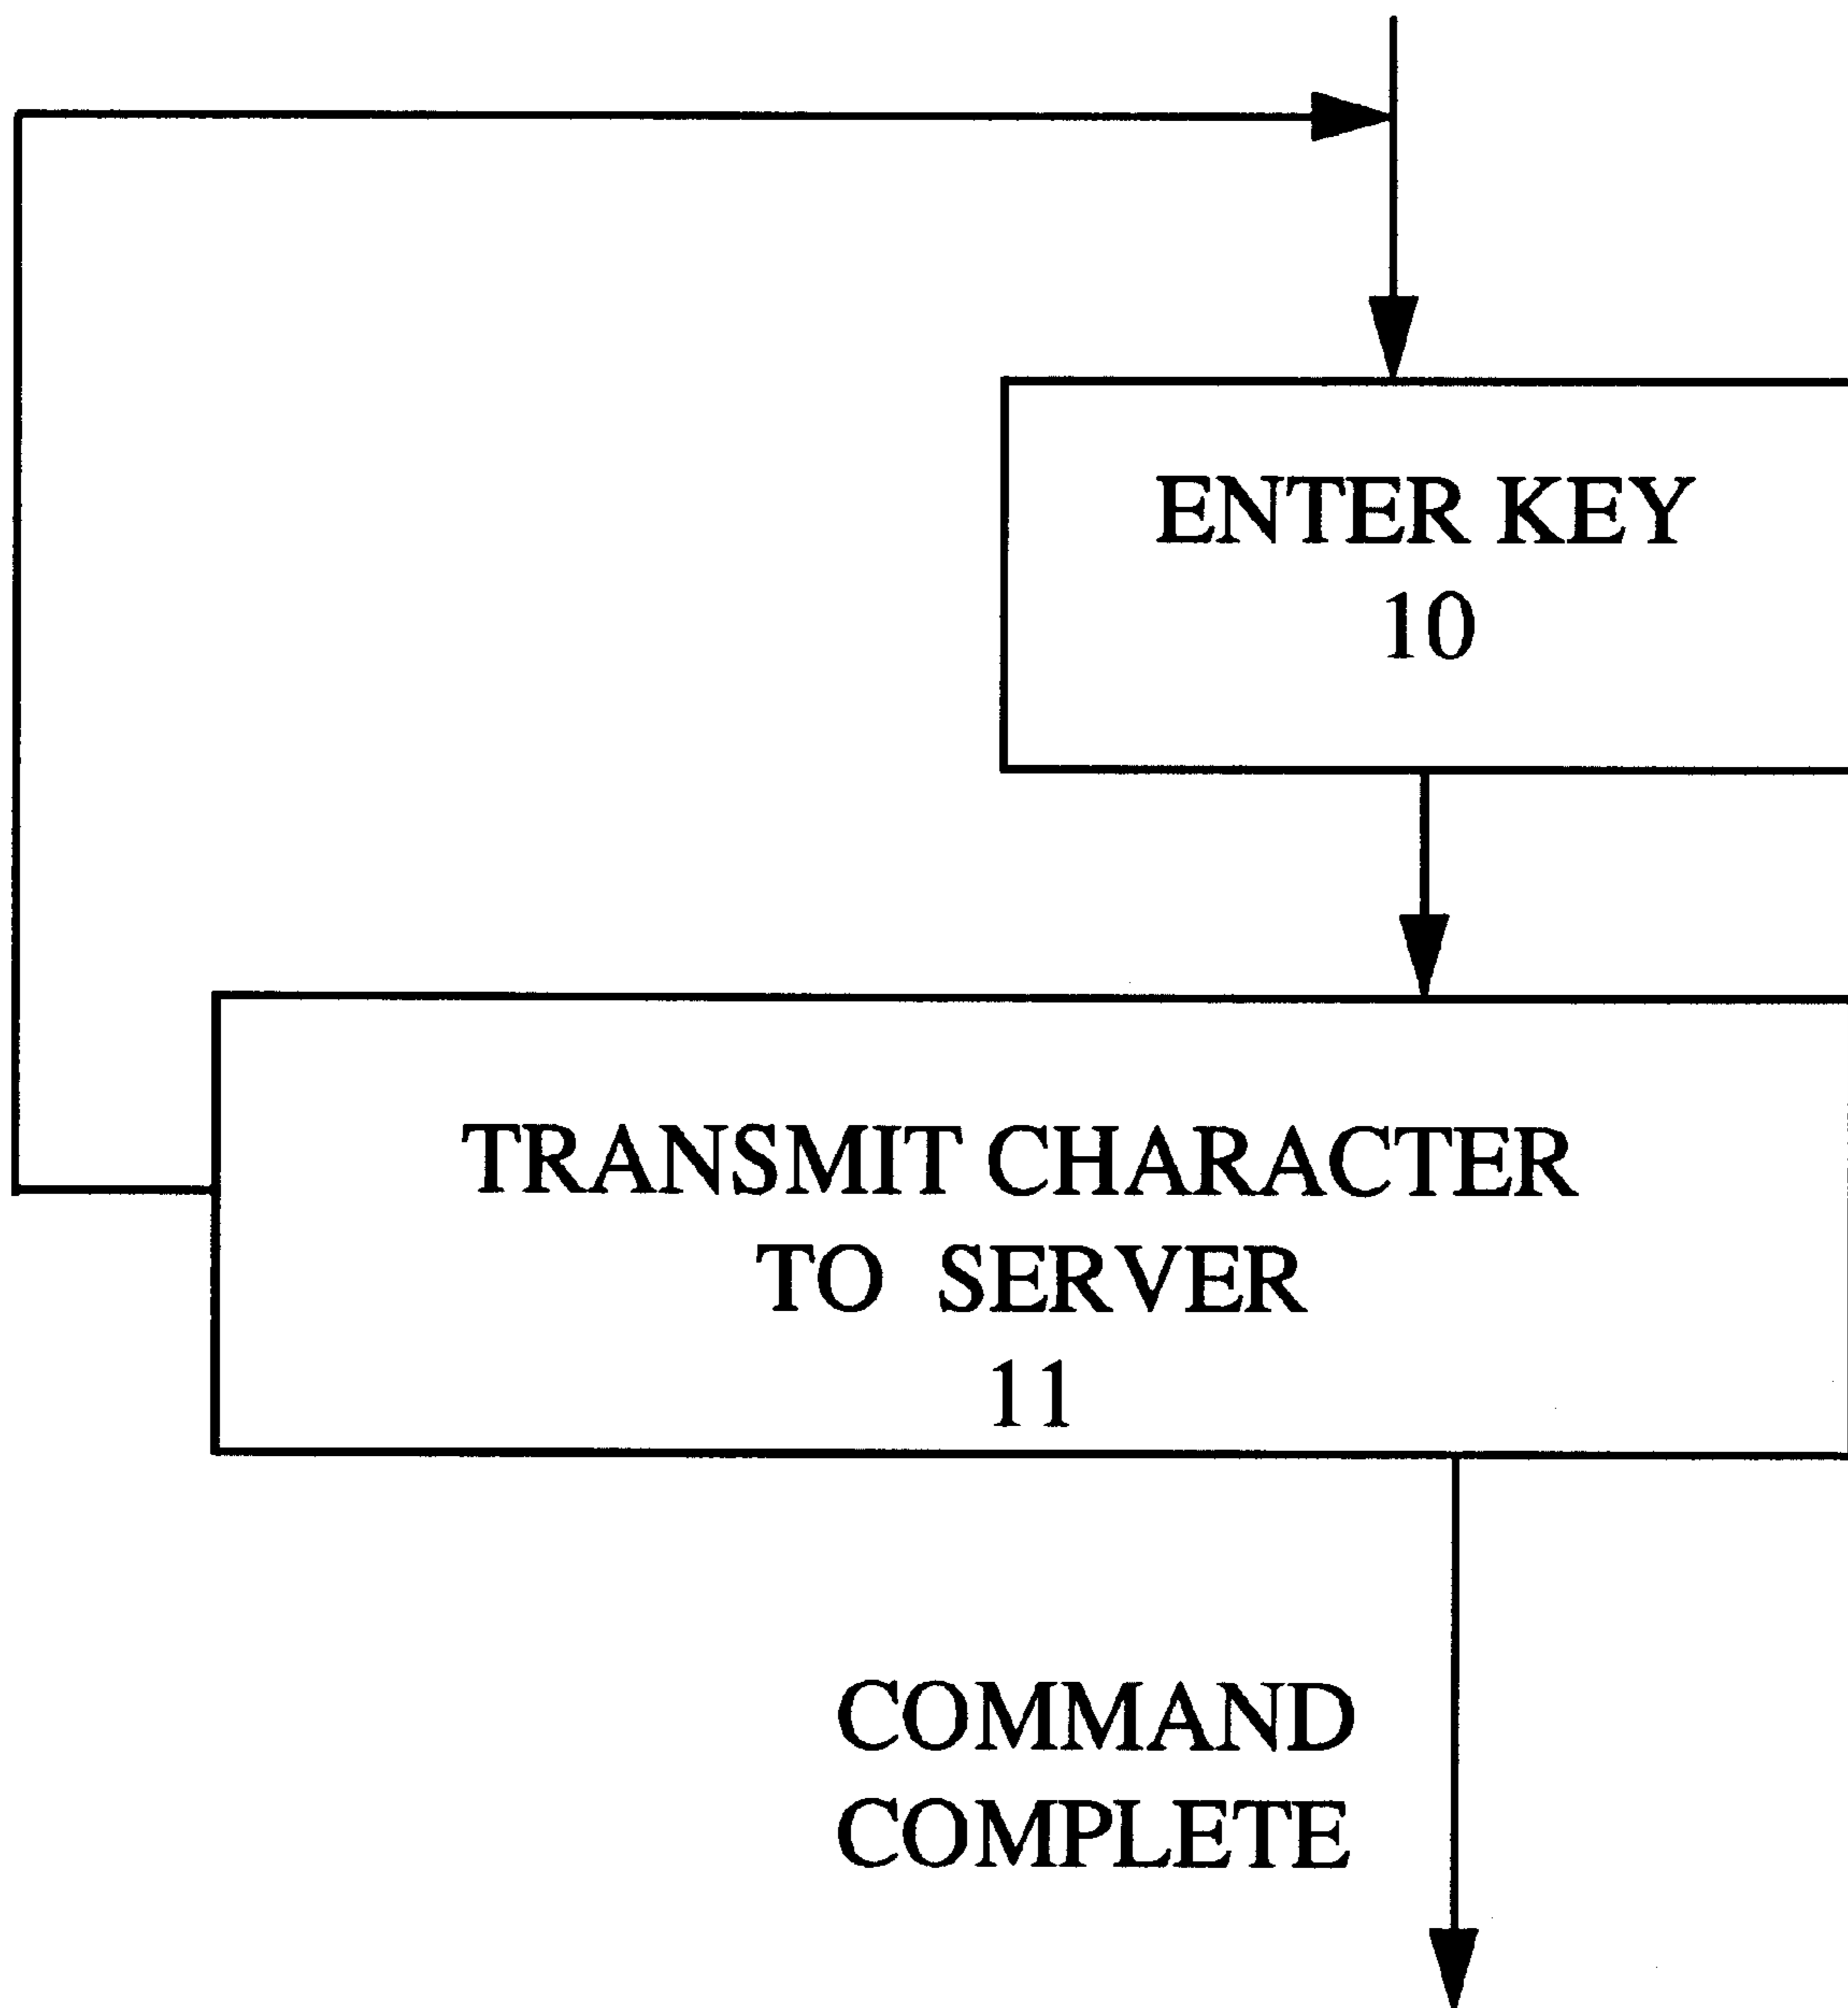 ENTER KEY
10
TRANSMIT CHARACTER
TO SERVER
11
COMMAND
COMPLETE